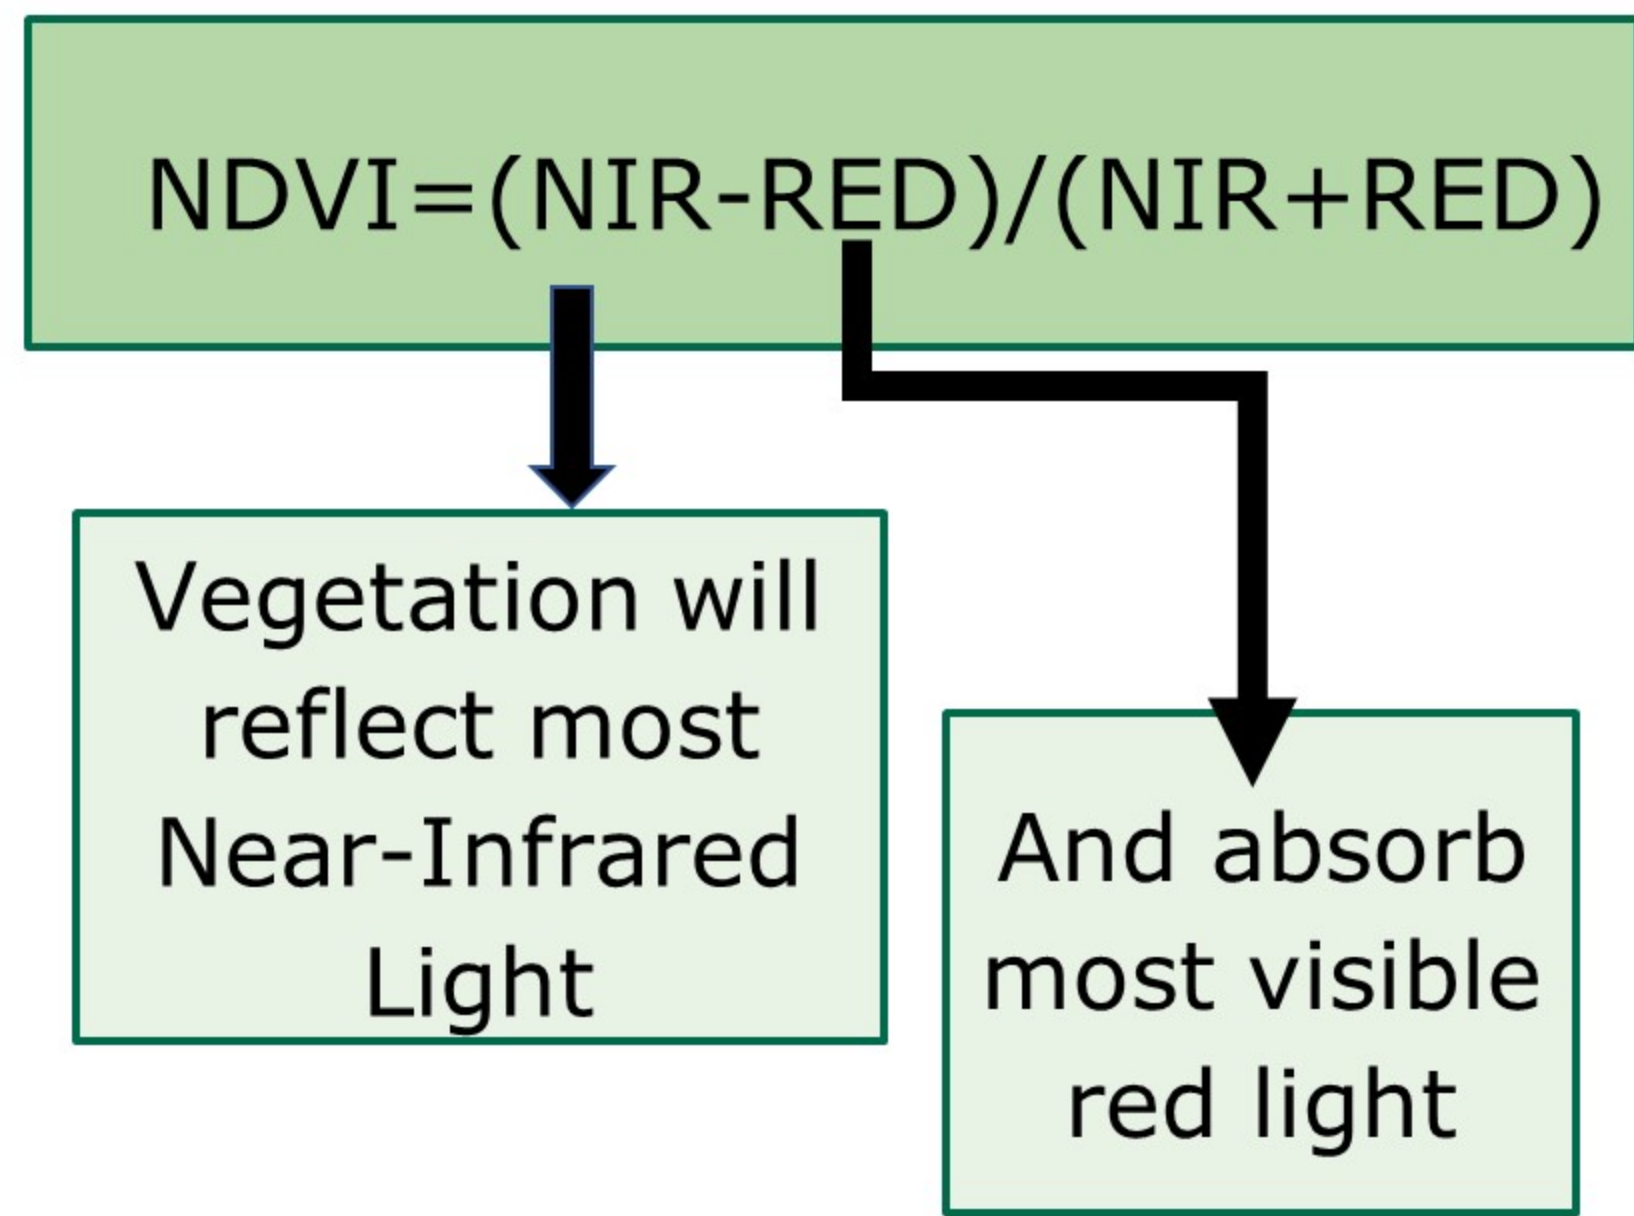 NDVI=(NIR-RED)/(NIR+RED)
Vegetation will
reflect most
Near-Infrared
Light
And absorb
most visible
red light